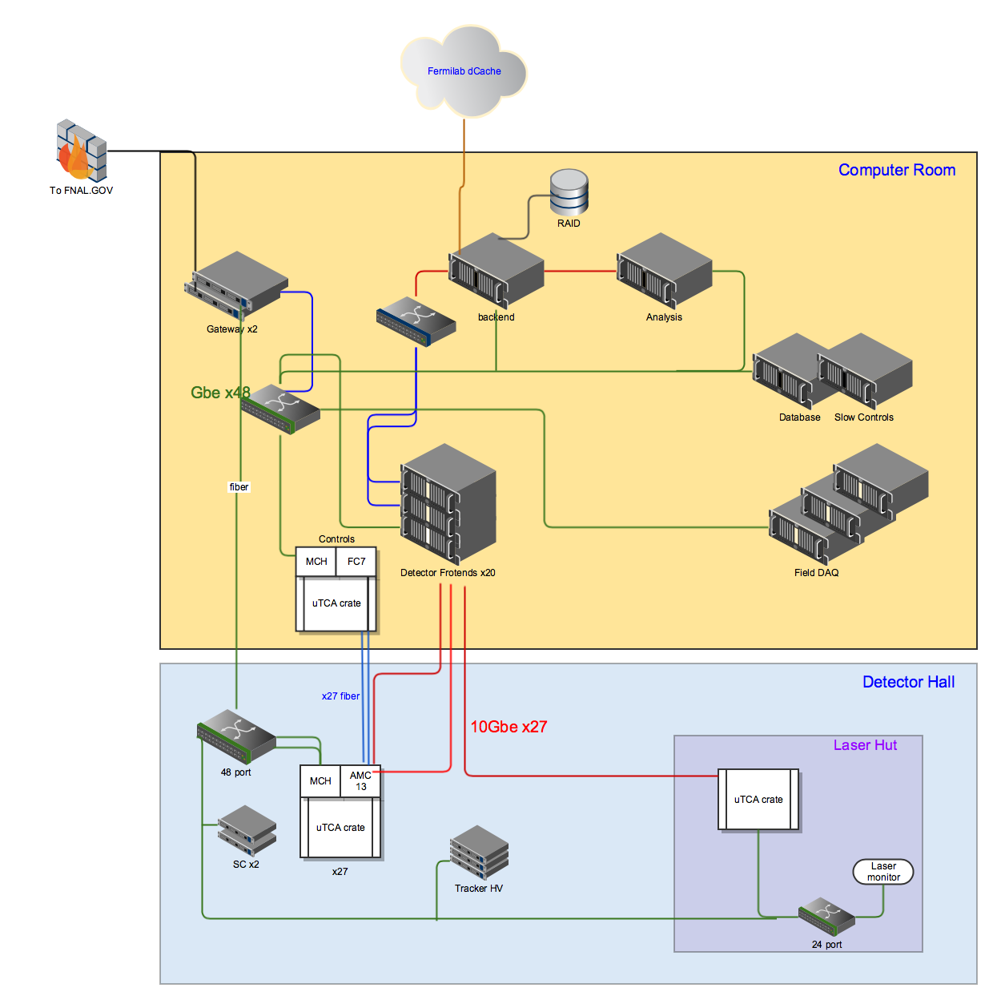 Fermilab dCache
To FNAL.GOV
Computer Room
RAID
Gateway x2
backend
Analysis
Gbe x48
Database
Slow Controls
fiber
Controls
MCH
FC7
uTCA crate
Detector Frotends x20
Field DAQ
Detector Hall
x27 fiber
10Gbe x27
Laser Hut
48 port
MCH
AMC
13
uTCA crate
x27
SC x2
Tracker HV
uTCA crate
Laser
monitor
24 port